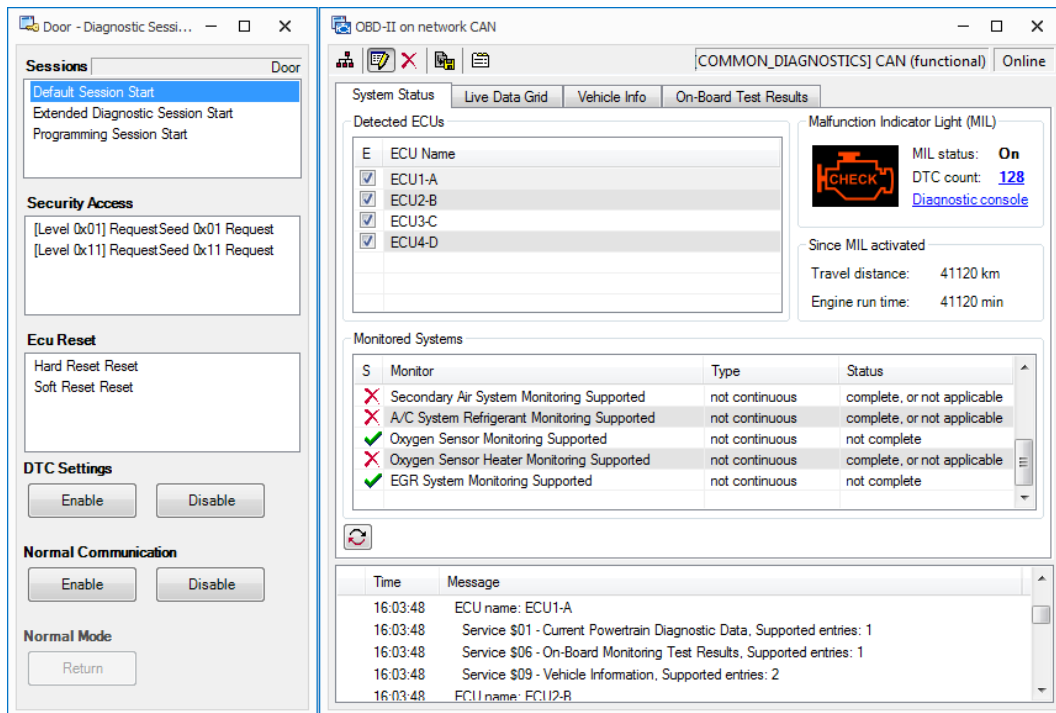 Door - Diagnostic Sessi...
Sessions Door
Default Session Start
Extended Diagnostic Session Start
Programming Session Start
Security Access
[Level 0x01] RequestSeed 0x01 Request
[Level 0x11] RequestSeed 0x11 Request
Ecu Reset
Hard Reset Reset
Soft Reset Reset
DTC Settings
Enable Disable
Normal Communication
Enable Disable
Normal Mode
Return
OBD-II on network CAN
[COMMON_DIAGNOSTICS] CAN (functional) Online
System Status Live Data Grid Vehicle Info On-Board Test Results
Detected ECUs
E ECU Name
ECU1-A
ECU2-B
ECU3-C
ECU4-D
Malfunction Indicator Light (MIL)
CHECK
MIL status: On
DTC count: 128
Diagnostic console
Since MIL activated
Travel distance: 41120 km
Engine run time: 41120 min
Monitored Systems
S Monitor Type Status
Secondary Air System Monitoring Supported not continuous complete, or not applicable
A/C System Refrigerant Monitoring Supported not continuous complete, or not applicable
Oxygen Sensor Monitoring Supported not continuous not complete
Oxygen Sensor Heater Monitoring Supported not continuous complete, or not applicable
EGR System Monitoring Supported not continuous not complete
Time Message
16:03:48 ECU name: ECU1-A
16:03:48 Service $01 - Current Powertrain Diagnostic Data, Supported entries: 1
16:03:48 Service $06 - On-Board Monitoring Test Results, Supported entries: 1
16:03:48 Service $09 - Vehicle Information, Supported entries: 2
16:03:48 ECU name: ECU2-B